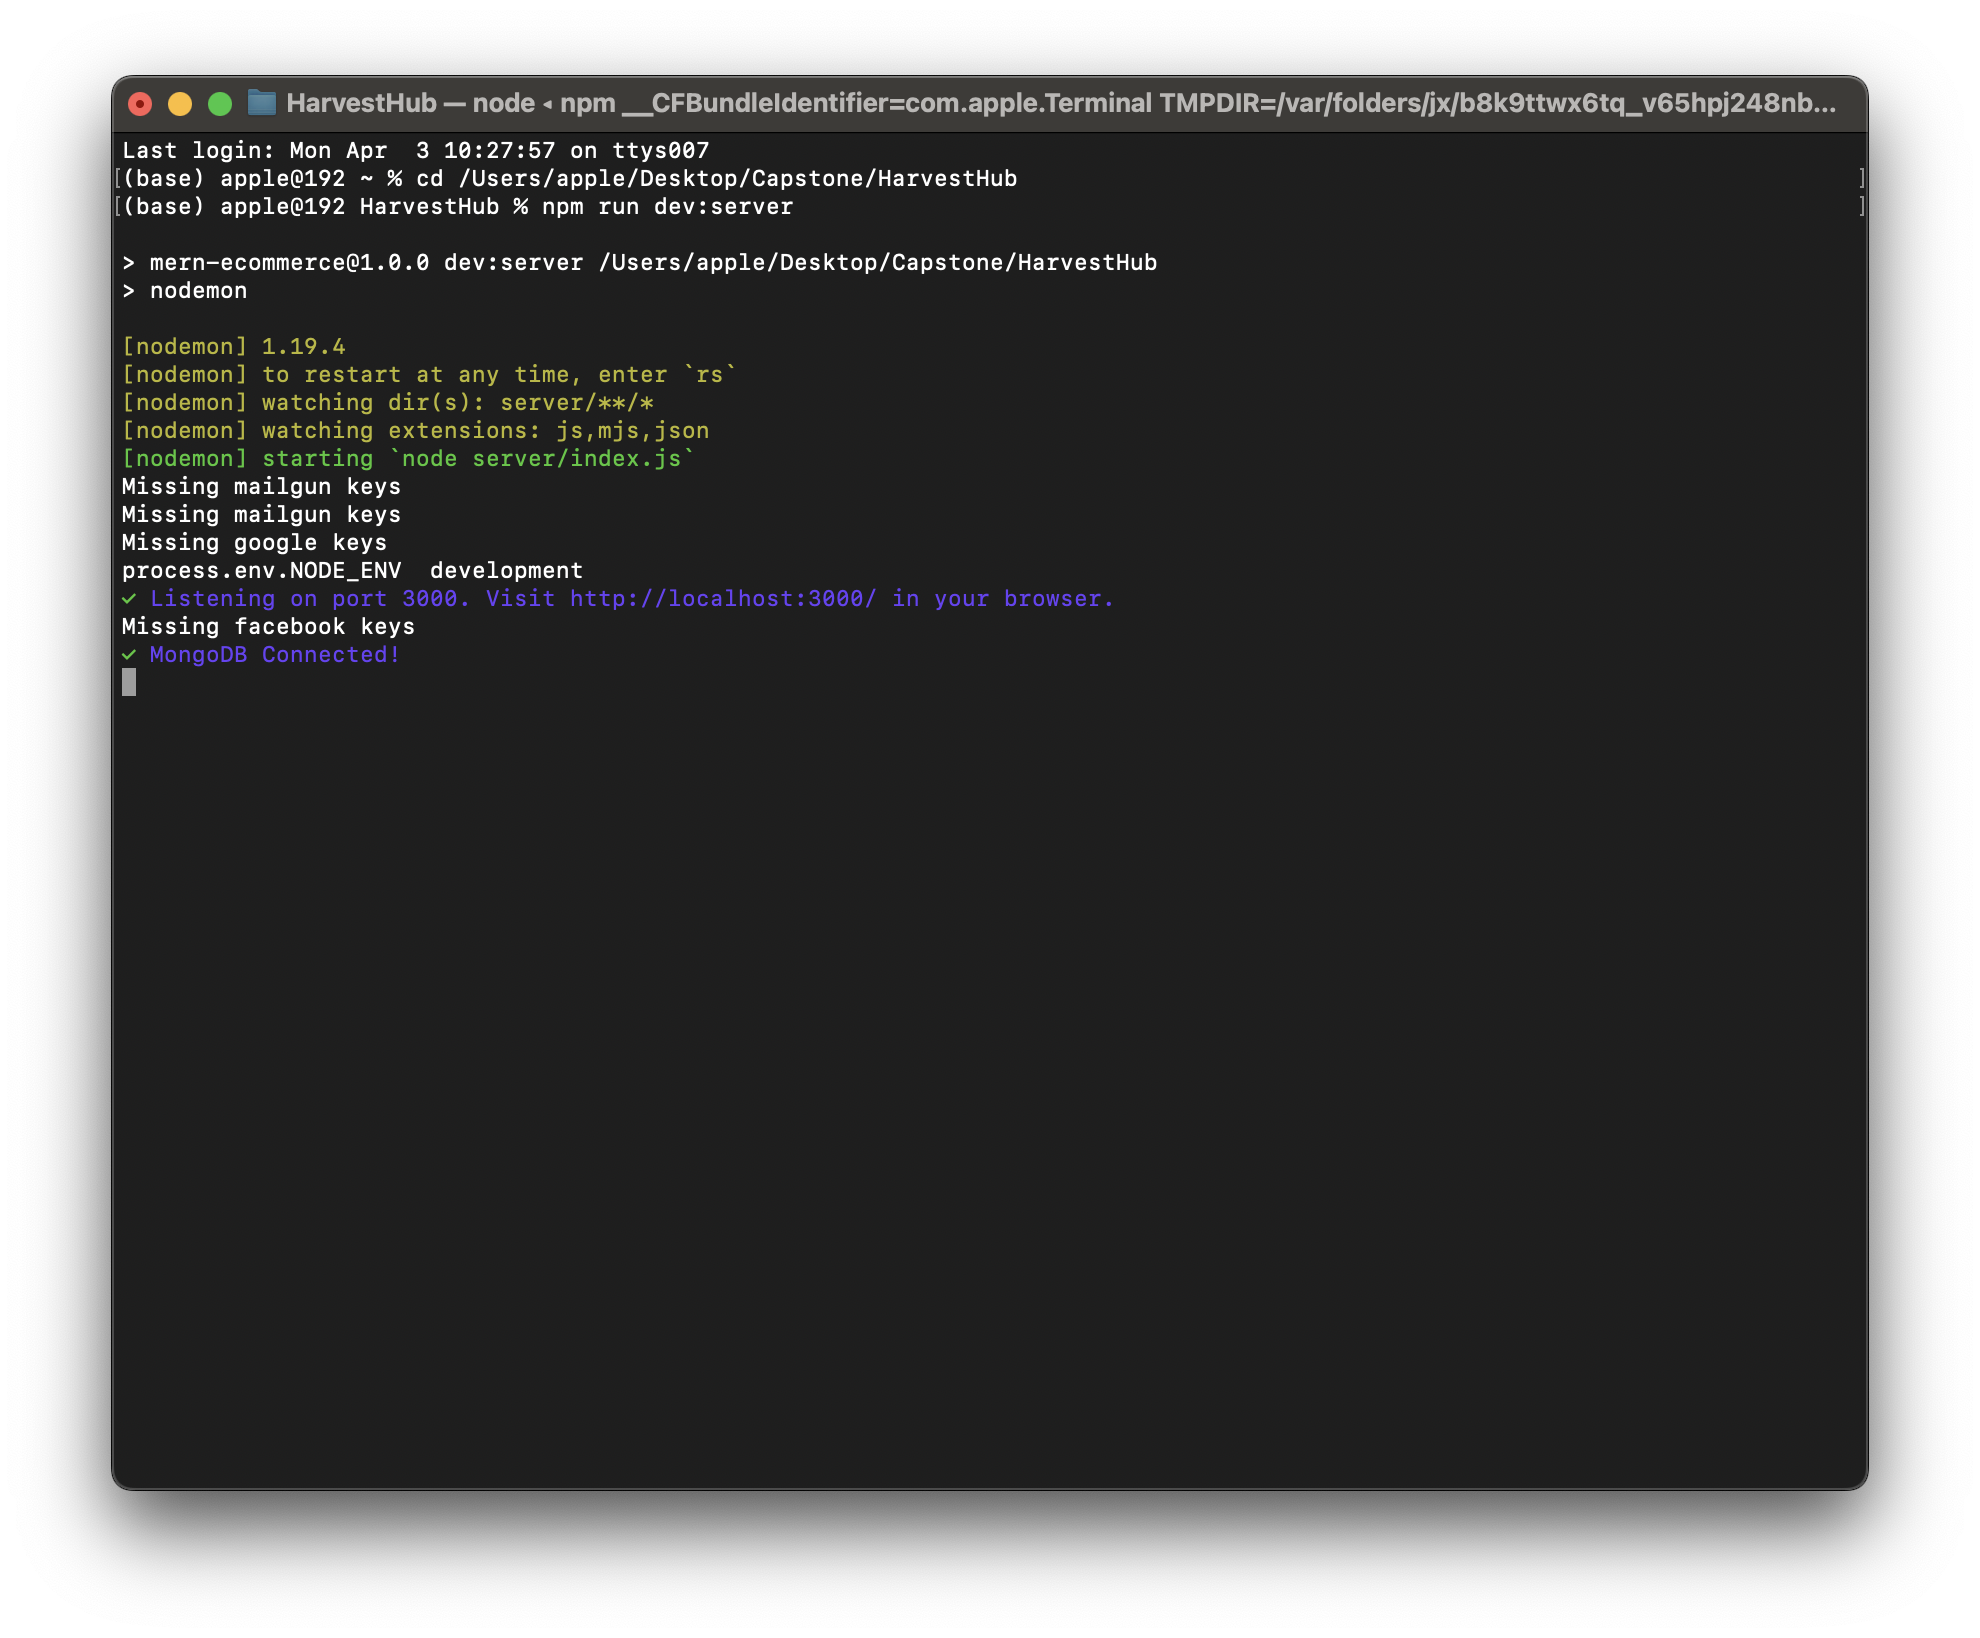 HarvestHub — node ◂ npm __CFBundleIdentifier=com.apple.Terminal TMPDIR=/var/folders/jx/b8k9ttwx6tq_v65hpj248nb...
Last login: Mon Apr  3 10:27:57 on ttys007
[(base) apple@192 ~ % cd /Users/apple/Desktop/Capstone/HarvestHub ]
[(base) apple@192 HarvestHub % npm run dev:server ]
> mern-ecommerce@1.0.0 dev:server /Users/apple/Desktop/Capstone/HarvestHub
> nodemon
[nodemon] 1.19.4
[nodemon] to restart at any time, enter `rs`
[nodemon] watching dir(s): server/**/*
[nodemon] watching extensions: js,mjs,json
[nodemon] starting `node server/index.js`
Missing mailgun keys
Missing mailgun keys
Missing google keys
process.env.NODE_ENV  development
✓ Listening on port 3000. Visit http://localhost:3000/ in your browser.
Missing facebook keys
✓ MongoDB Connected!